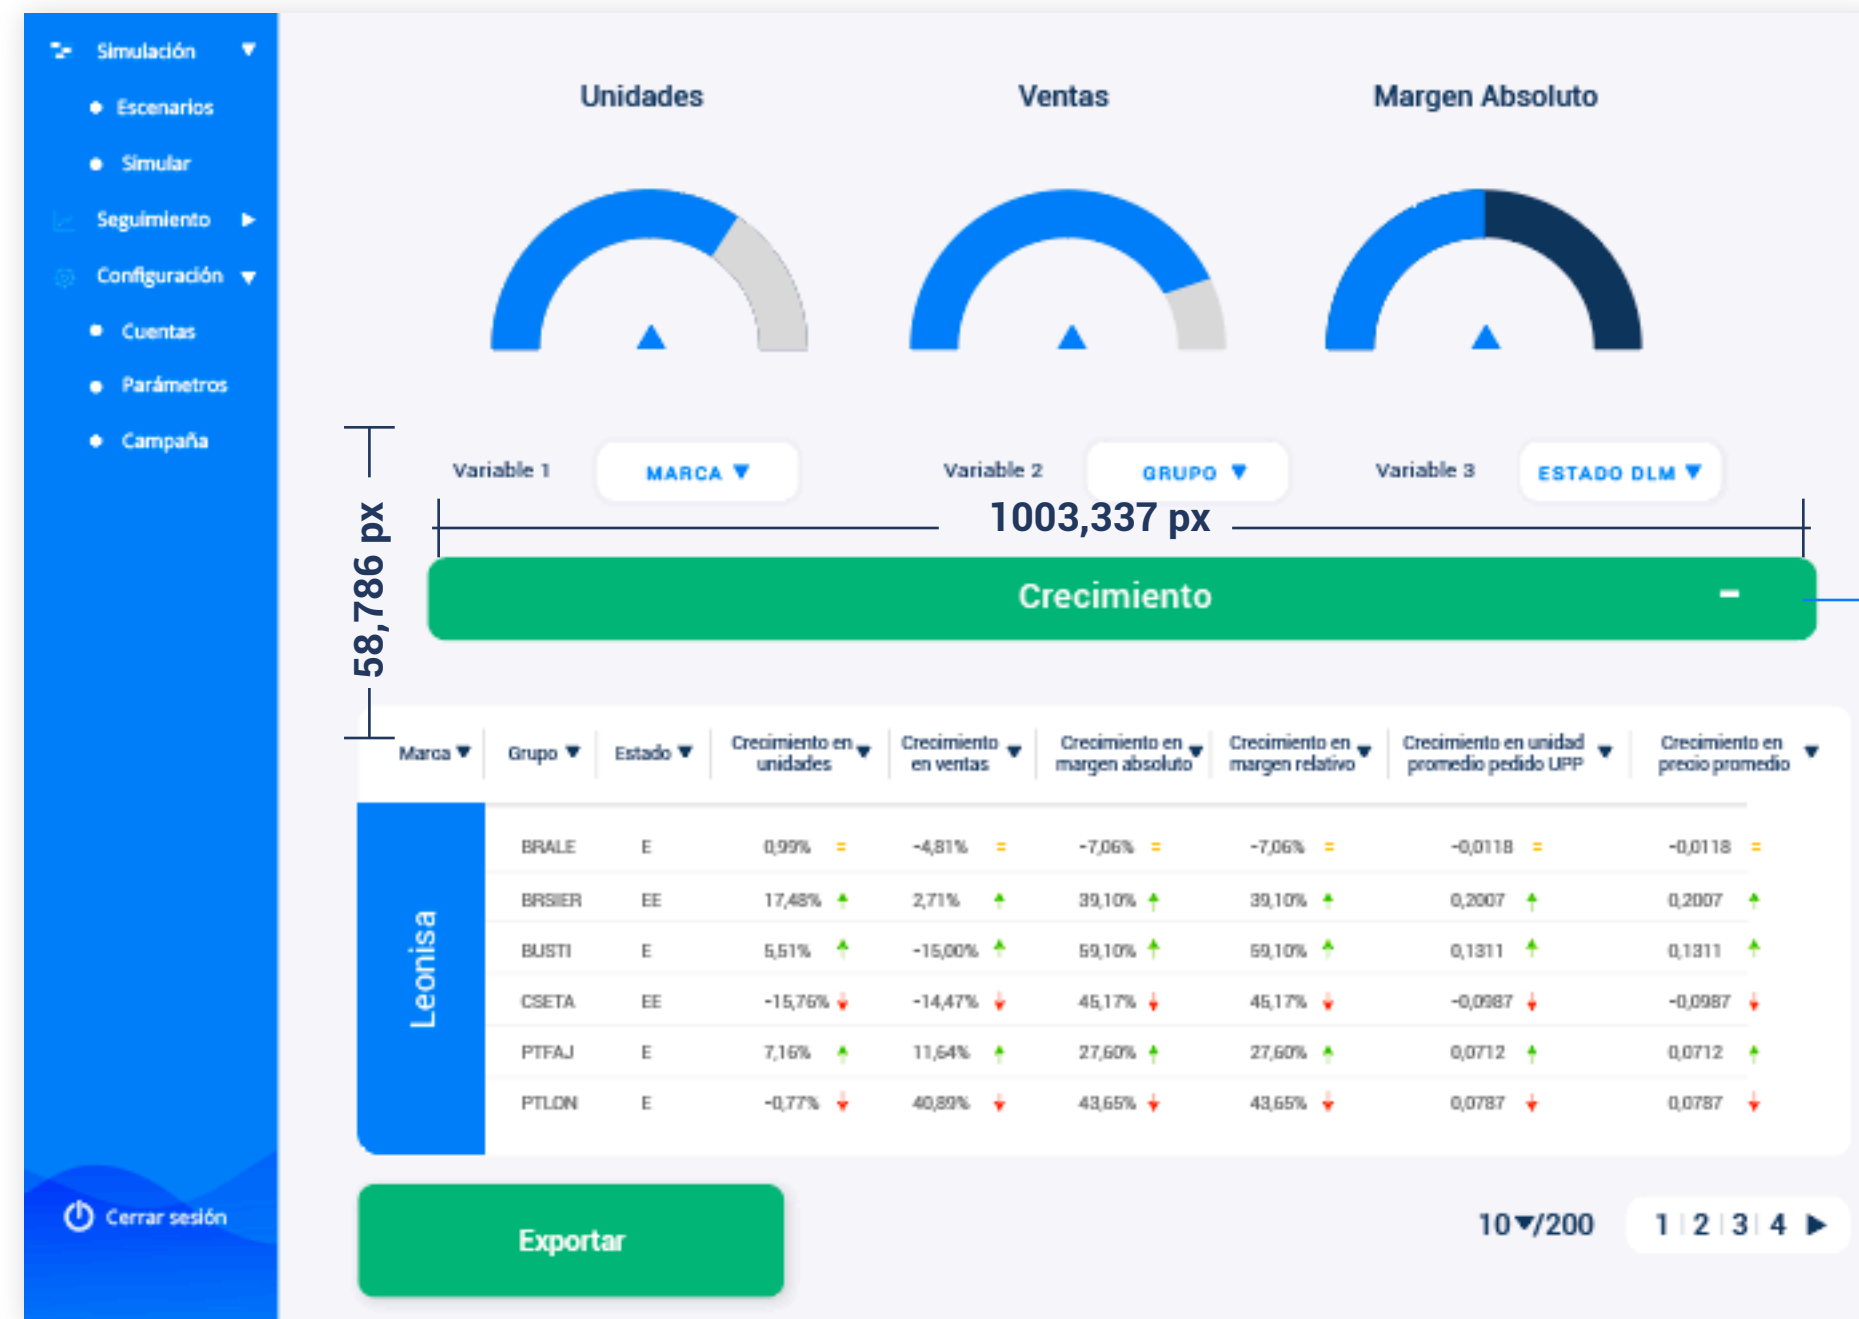 Simulación
Escenarios
Simular
Seguimiento
Configuración
Cuentas
Parámetros
Campaña
Cerrar sesión
Unidades
Ventas
Margen Absoluto
Variable 1
MARCA
Variable 2
GRUPO
Variable 3
ESTADO DLM
58,786 px
1003,337 px
Crecimiento
Marca
Grupo
Estado
Crecimiento en
unidades
Crecimiento
en ventas
Crecimiento en
margen absoluto
Crecimiento en
margen relativo
Crecimiento en unidad
promedio pedido UPP
Crecimiento en
precio promedio
Leonisa
BRALE E 0,99% = -4,81% = -7,06% = -7,06% = -0,0118 = -0,0118 =
BRSIER EE 17,48% 2,71% 39,10% 39,10% 0,2007 0,2007
BUSTI E 5,51% -15,00% 59,10% 59,10% 0,1311 0,1311
CSETA EE -15,76% -14,47% 45,17% 45,17% -0,0987 -0,0987
PTFAJ E 7,16% 11,64% 27,60% 27,60% 0,0712 0,0712
PTLON E -0,77% 40,89% 43,65% 43,65% 0,0787 0,0787
Exportar
10▼/200
1 2 3 4